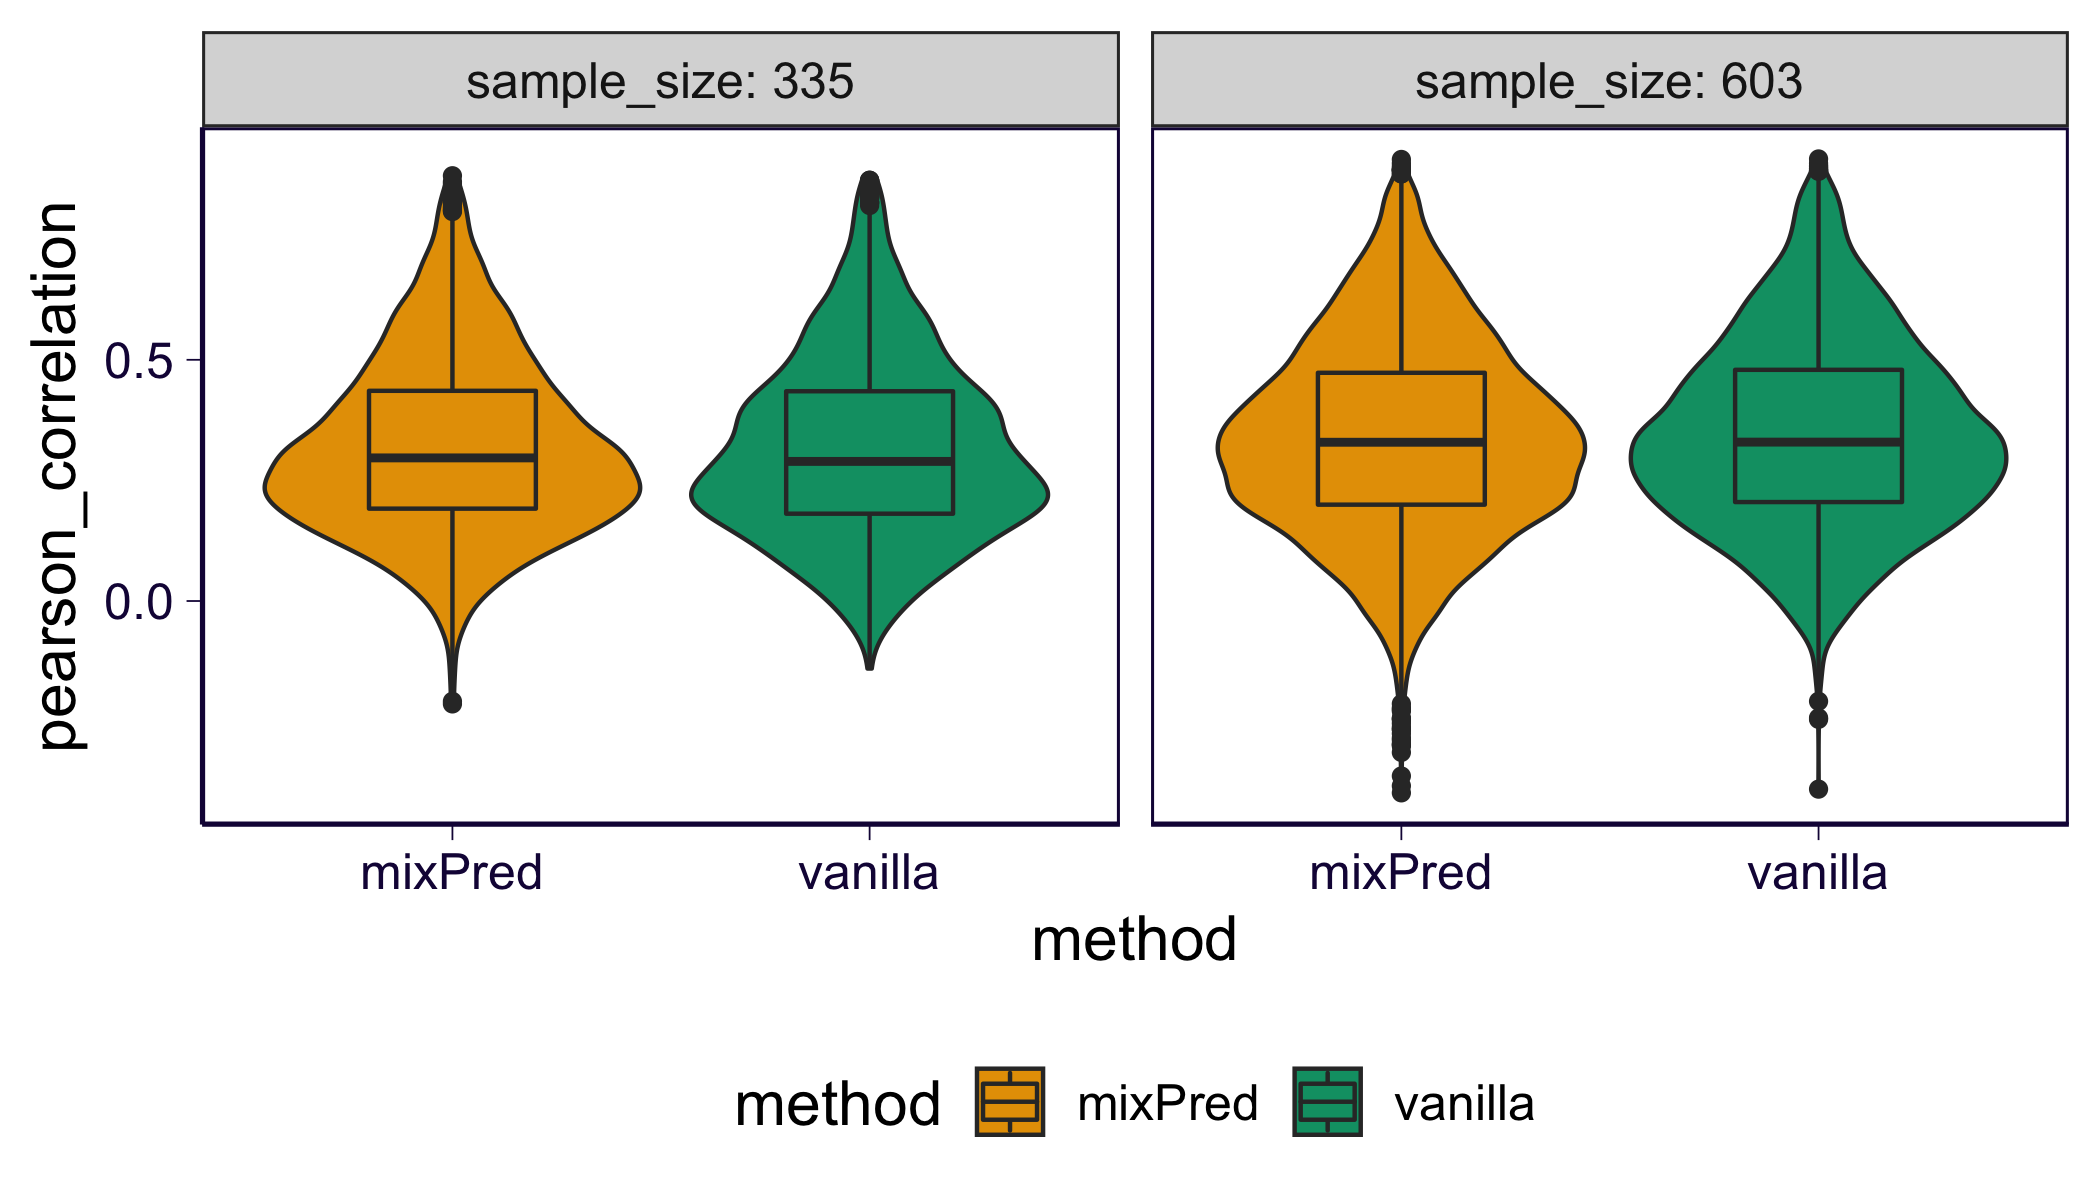 sample_size: 335
sample_size: 603
pearson_correlation
0.5
0.0
mixPred
vanilla
mixPred
vanilla
method
method
mixPred
vanilla